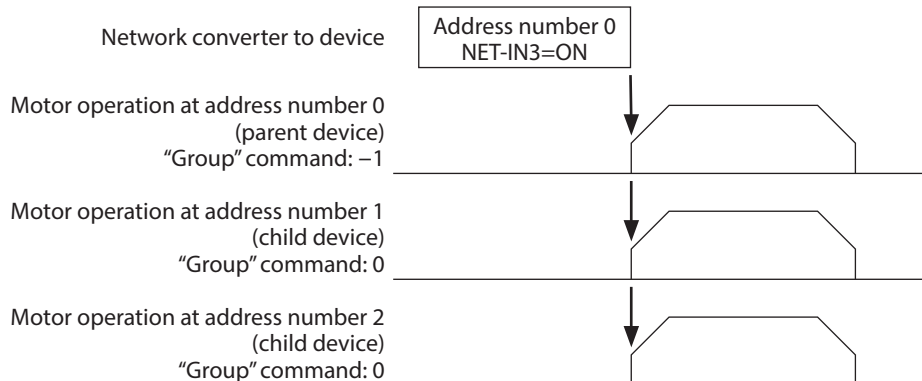 Network converter to device
Address number 0
NET-IN3=ON
Motor operation at address number 0
(parent device)
“Group” command: −1
Motor operation at address number 1
(child device)
“Group” command: 0
Motor operation at address number 2
(child device)
“Group” command: 0